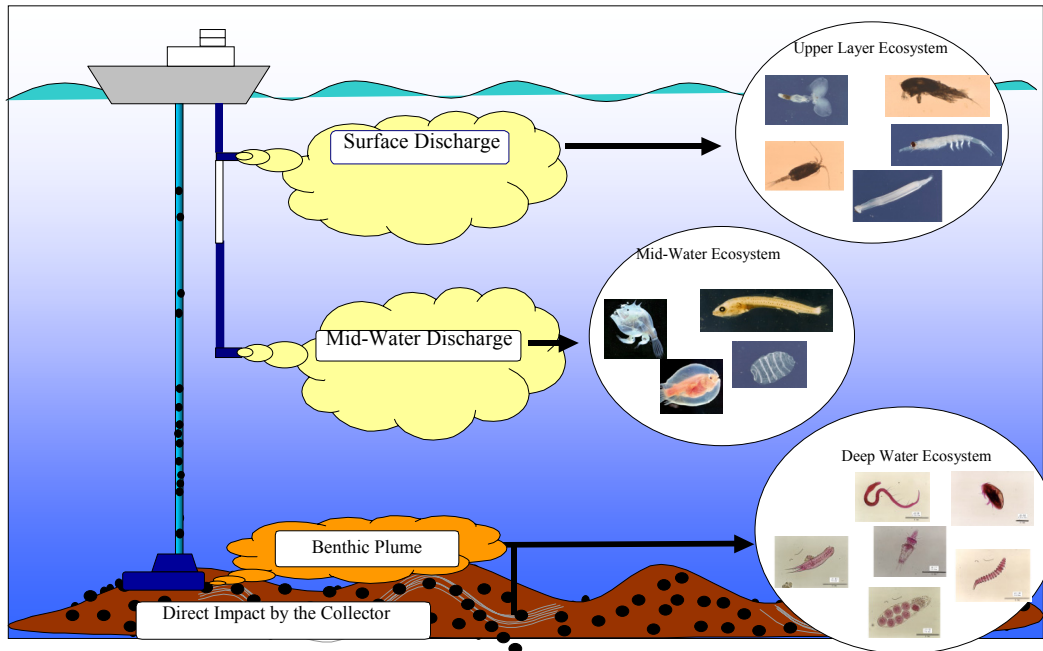 Upper Layer Ecosystem
Surface Discharge
Mid-Water Ecosystem
Mid-Water Discharge
Deep Water Ecosystem
Benthic Plume
Direct Impact by the Collector